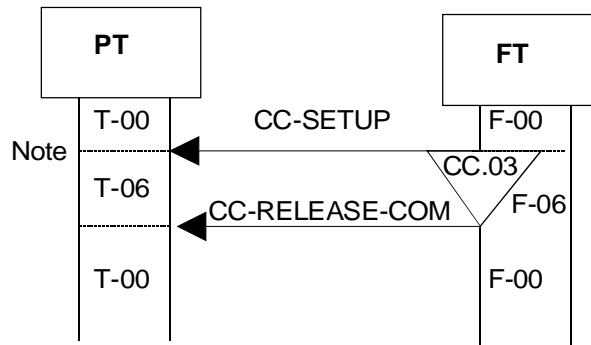 PT
FT
T-00
CC-SETUP
F-00
Note
CC.03
T-06
F-06
CC-RELEASE-COM
T-00
F-00